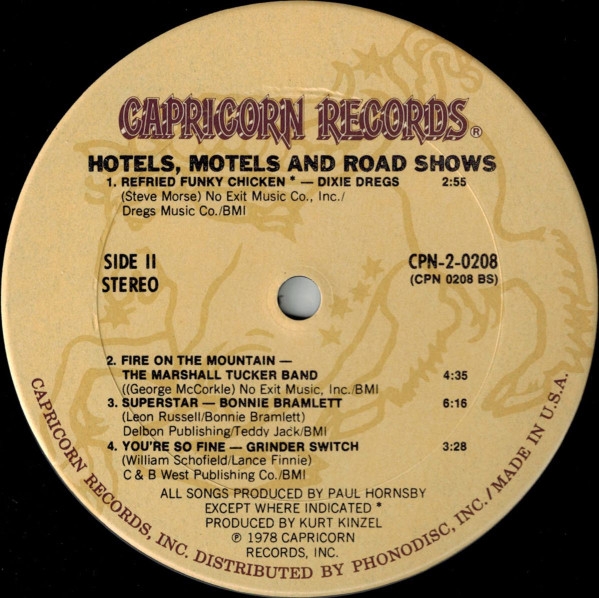 CAPRICORN RECORDS®
HOTELS, MOTELS AND ROAD SHOWS
1. REFRIED FUNKY CHICKEN * — DIXIE DREGS 2:55
(Steve Morse) No Exit Music Co., Inc./
Dregs Music Co./BMI
SIDE II CPN-2-0208
STEREO (CPN 0208 BS)
2. FIRE ON THE MOUNTAIN —
THE MARSHALL TUCKER BAND 4:35
((George McCorkle) No Exit Music, Inc./BMI
3. SUPERSTAR — BONNIE BRAMLETT 6:16
(Leon Russell/Bonnie Bramlett)
Delbon Publishing/Teddy Jack/BMI
4. YOU'RE SO FINE — GRINDER SWITCH 3:28
(William Schofield/Lance Finnie)
C & B West Publishing Co./BMI
ALL SONGS PRODUCED BY PAUL HORNSBY
EXCEPT WHERE INDICATED *
PRODUCED BY KURT KINZEL
℗ 1978 CAPRICORN
RECORDS, INC.
CAPRICORN RECORDS, INC. DISTRIBUTED BY PHONODISC, INC./MADE IN U.S.A.